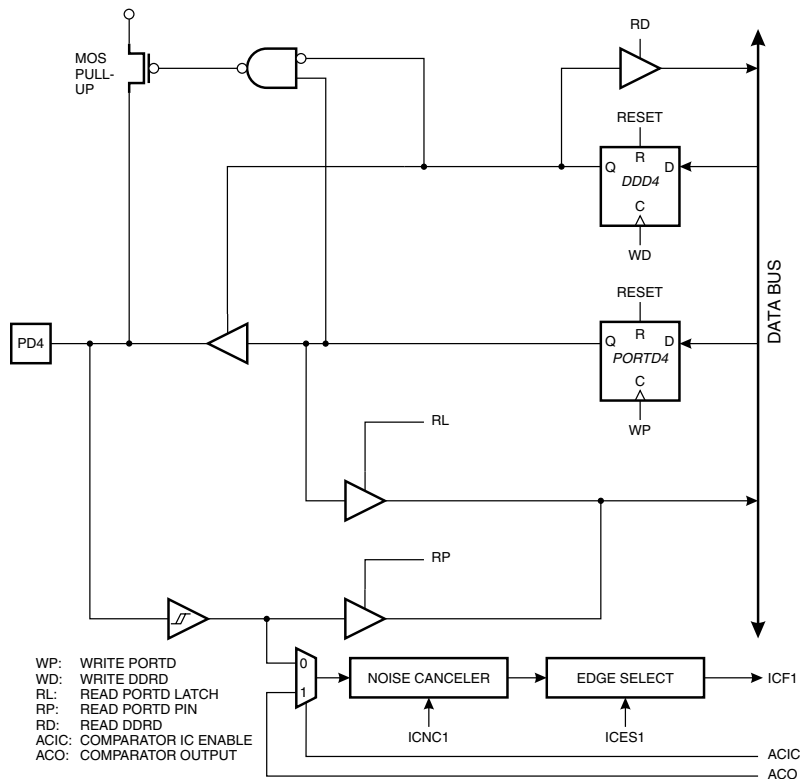 RD
MOS
PULL-
UP
RESET
R
Q D
DDD4
C
WD
DATA BUS
RESET
R
Q D
PORTD4
C
WP
PD4
RL
RP
0
1
NOISE CANCELER
EDGE SELECT
ICF1
ICNC1
ICES1
ACIC
ACO
WP: WRITE PORTD
WD: WRITE DDRD
RL: READ PORTD LATCH
RP: READ PORTD PIN
RD: READ DDRD
ACIC: COMPARATOR IC ENABLE
ACO: COMPARATOR OUTPUT